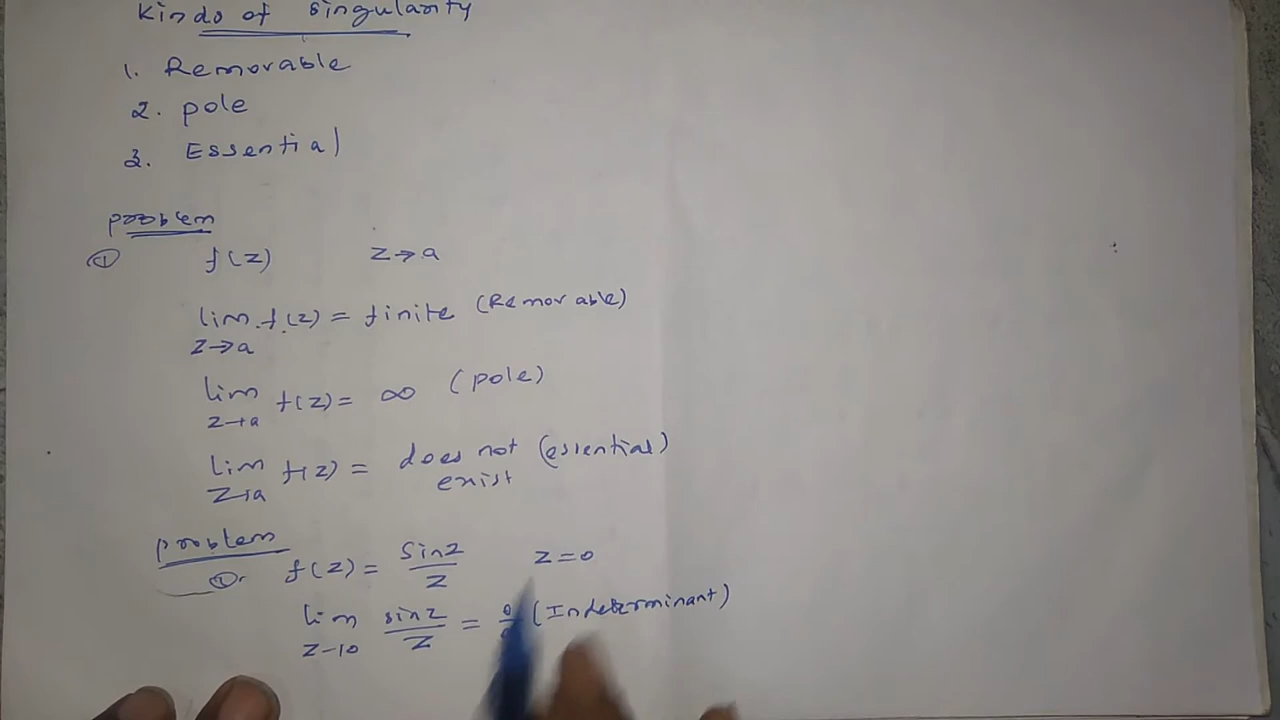 Kinds of singularity
1. Removable
2. pole
3. Essential
problem
① f(z) z→a
lim f(z) = finite (Removable)
z→a
lim f(z) = ∞ (pole)
z→a
lim f(z) = does not (essential)
z→a exist
problem
①. f(z) = sinz/z z=0
lim sinz/z = (Indeterminant)
z→0